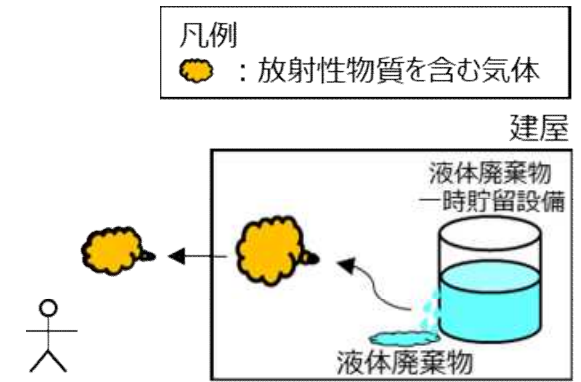 凡例
：放射性物質を含む気体
建屋
液体廃棄物
一時貯留設備
液体廃棄物